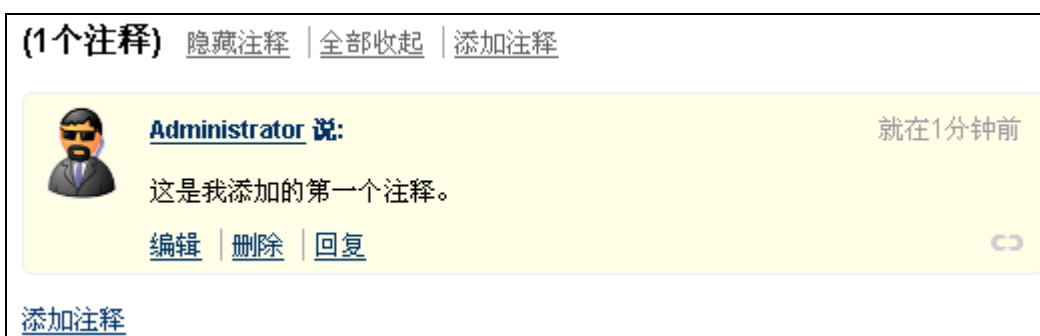 (1个注释) 隐藏注释 | 全部收起 | 添加注释
Administrator 说: 就在1分钟前
这是我添加的第一个注释。
编辑 | 删除 | 回复
添加注释